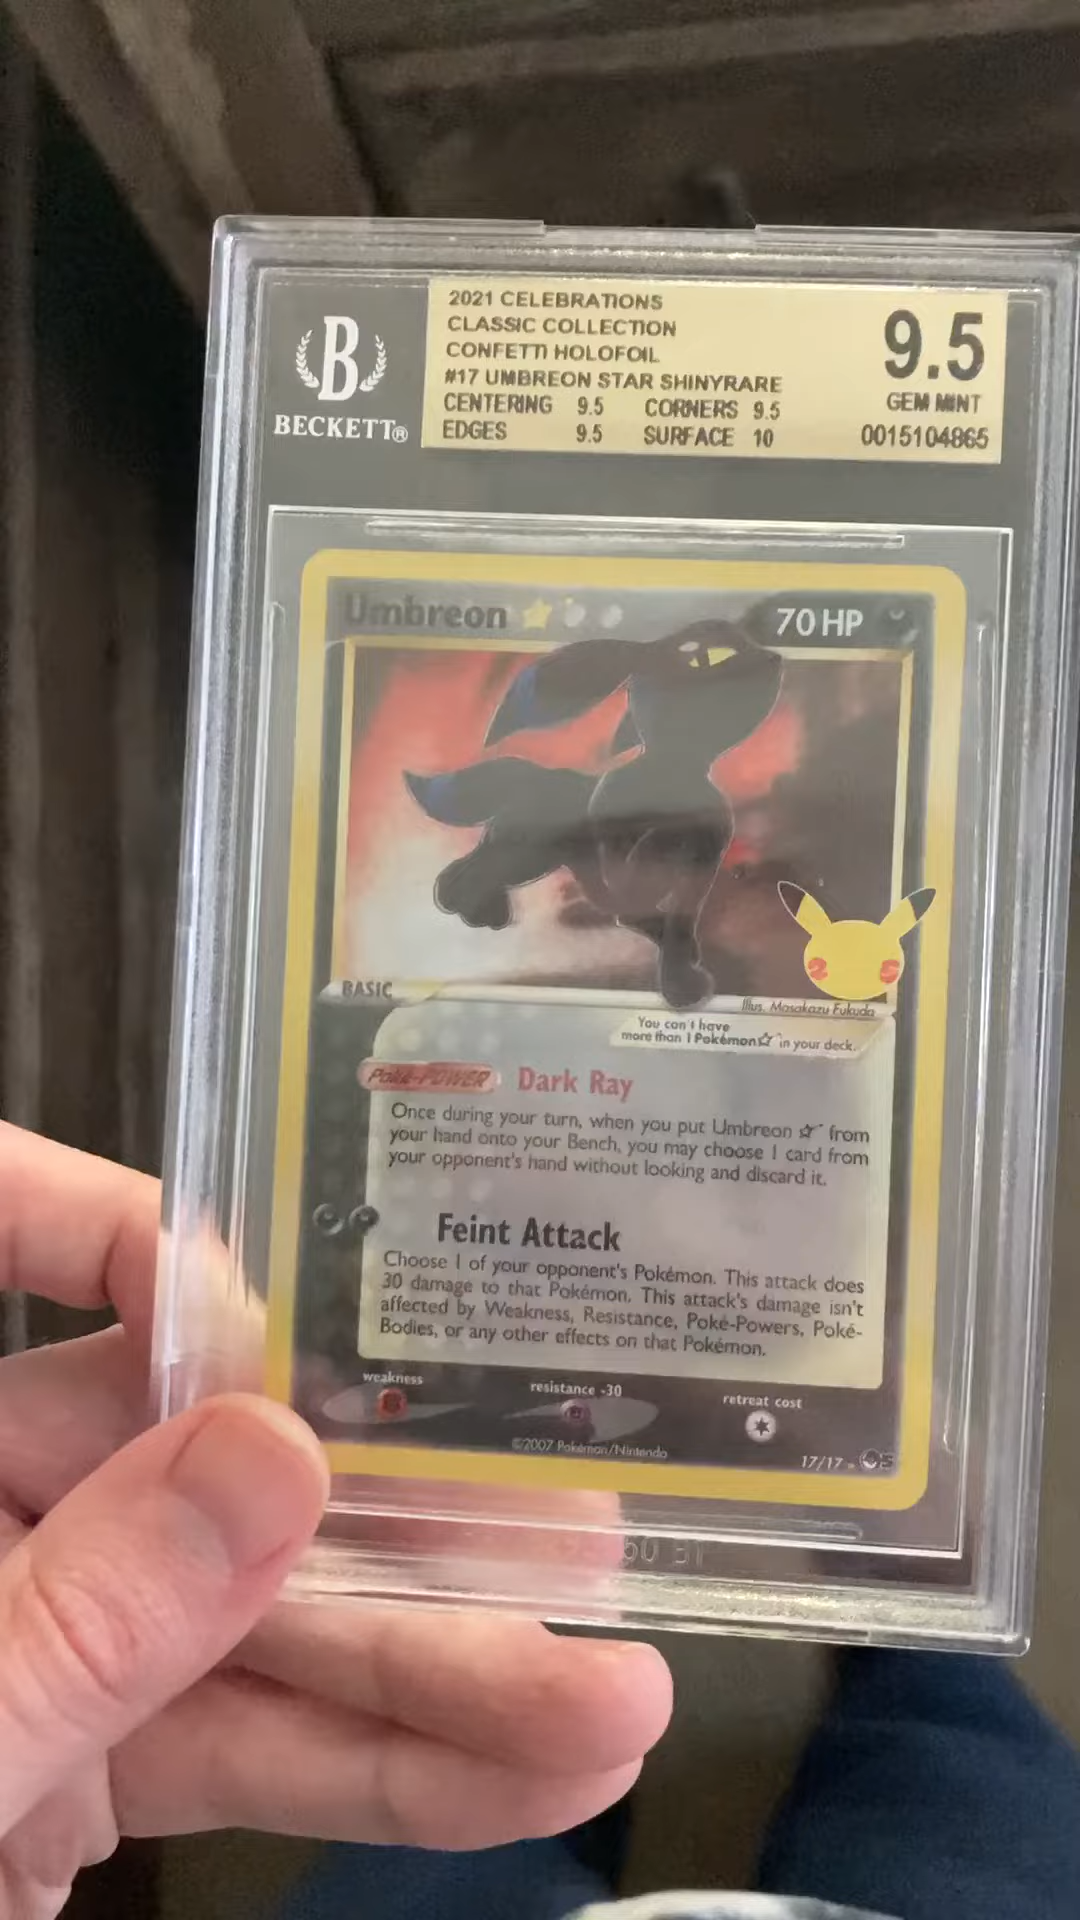 B
BECKETT®
2021 CELEBRATIONS
CLASSIC COLLECTION
CONFETTI HOLOFOIL
#17 UMBREON STAR SHINYRARE
CENTERING 9.5 CORNERS 9.5
EDGES 9.5 SURFACE 10
9.5
GEM MINT
0015104865
Umbreon
70 HP
2 5
BASIC
Illus. Masakazu Fukuda
You can't have
more than 1 Pokémon☆ in your deck.
Poké-POWER Dark Ray
Once during your turn, when you put Umbreon ☆ from
your hand onto your Bench, you may choose 1 card from
your opponent's hand without looking and discard it.
Feint Attack
Choose 1 of your opponent's Pokémon. This attack does
30 damage to that Pokémon. This attack's damage isn't
affected by Weakness, Resistance, Poké-Powers, Poké-
Bodies, or any other effects on that Pokémon.
weakness resistance -30 retreat cost
©2007 Pokémon/Nintendo
17/17